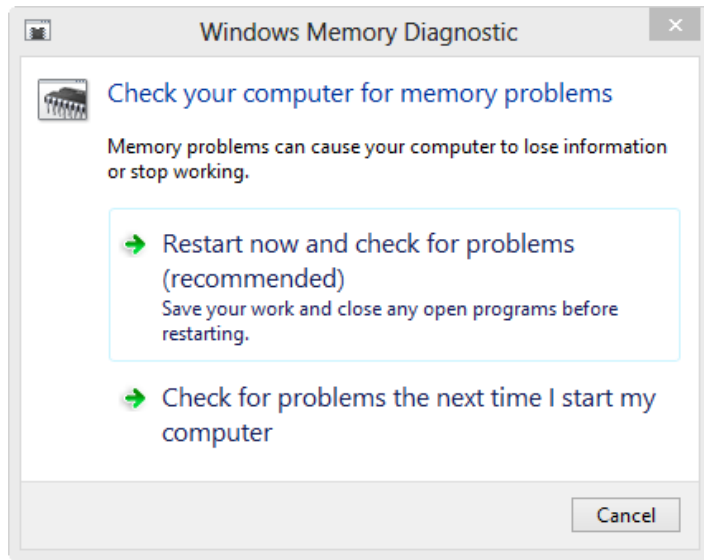 Windows Memory Diagnostic
Check your computer for memory problems
Memory problems can cause your computer to lose information
or stop working.
Restart now and check for problems
(recommended)
Save your work and close any open programs before
restarting.
Check for problems the next time I start my
computer
Cancel